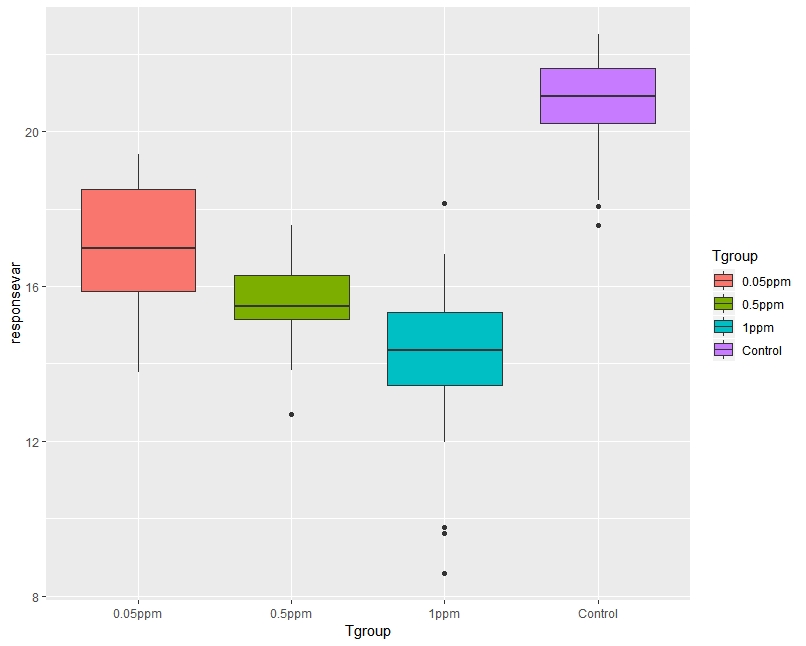 responsevar
20
16
12
8
0.05ppm
0.5ppm
1ppm
Control
Tgroup
Tgroup
0.05ppm
0.5ppm
1ppm
Control